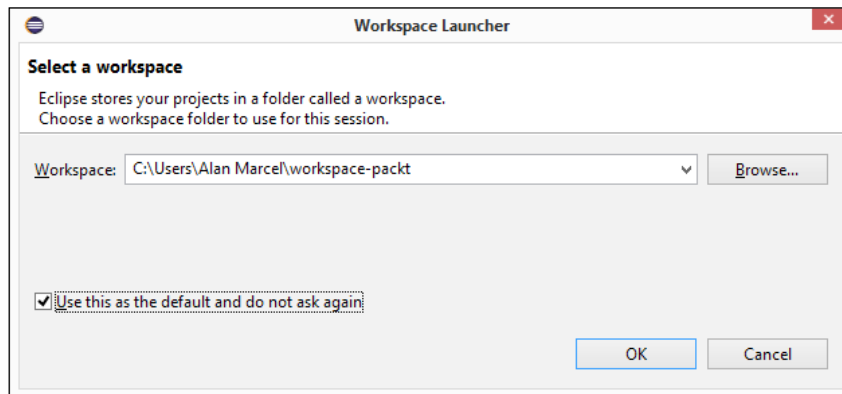 Workspace Launcher
Select a workspace
Eclipse stores your projects in a folder called a workspace.
Choose a workspace folder to use for this session.
Workspace: C:\Users\Alan Marcel\workspace-packt Browse...
Use this as the default and do not ask again
OK Cancel